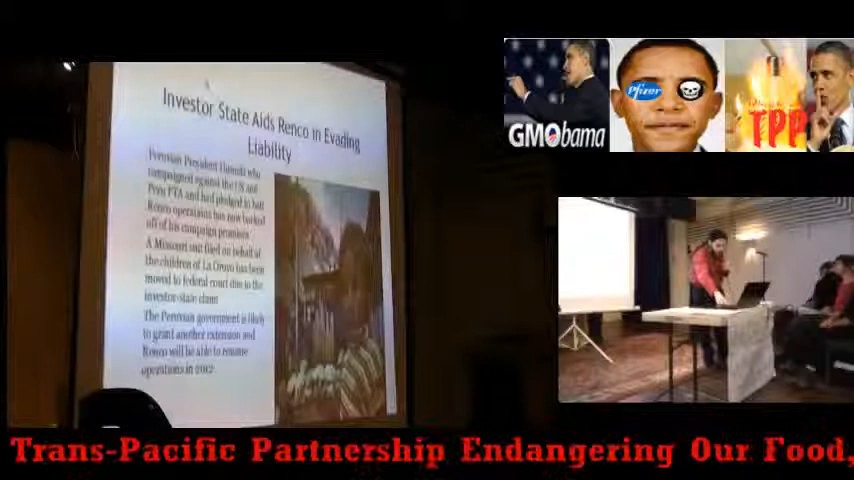 Investor State Aids Renco in Evading
Liability
Peruvian President Humala who
campaigned against the US and
Peru FTA and had pledged to halt
Renco operations has now backed
off of his campaign promises
A Missouri suit filed on behalf of
the children of La Oroya has been
moved to federal court due to the
investor-state claim
The Peruvian government is likely
to grant another extension and
Renco will be able to resume
operations in 2012
GMObama
Pfizer
TPP
Trans-Pacific Partnership Endangering Our Food,